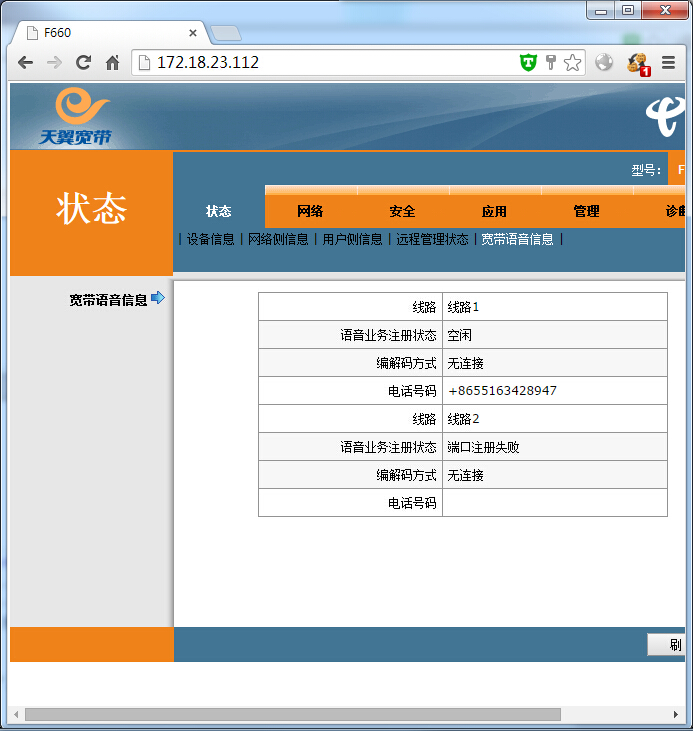 F660
172.18.23.112
1
天翼宽带
型号:
状态
状态 网络 安全 应用 管理
| 设备信息 | 网络侧信息 | 用户侧信息 | 远程管理状态 | 宽带语音信息 |
宽带语音信息
线路 线路1
语音业务注册状态 空闲
编解码方式 无连接
电话号码 +8655163428947
线路 线路2
语音业务注册状态 端口注册失败
编解码方式 无连接
电话号码
刷